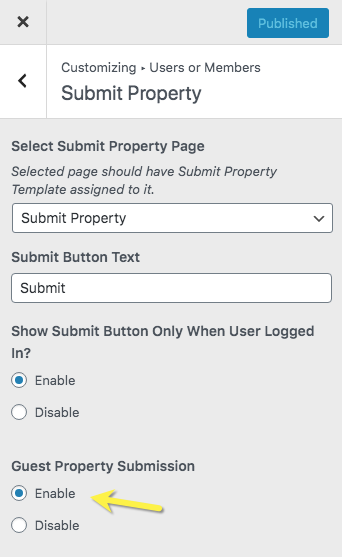 Published
Customizing ▸ Users or Members
Submit Property
Select Submit Property Page
Selected page should have Submit Property
Template assigned to it.
Submit Property
Submit Button Text
Submit
Show Submit Button Only When User Logged
In?
Enable
Disable
Guest Property Submission
Enable
Disable